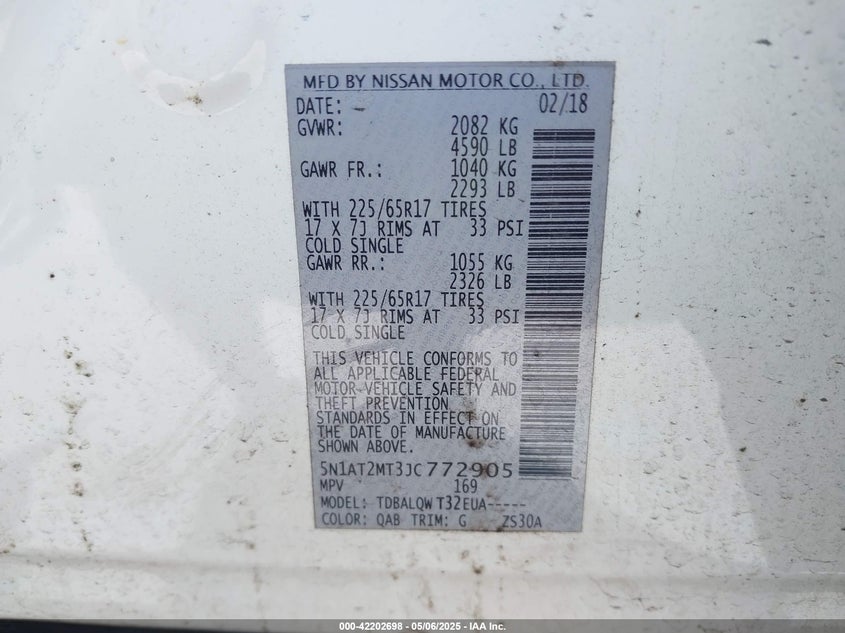 MFD BY NISSAN MOTOR CO., LTD.
DATE: 02/18
GVWR: 2082 KG
4590 LB
GAWR FR.: 1040 KG
2293 LB
WITH 225/65R17 TIRES
17 X 7J RIMS AT 33 PSI
COLD SINGLE
GAWR RR.: 1055 KG
2326 LB
WITH 225/65R17 TIRES
17 X 7J RIMS AT 33 PSI
COLD SINGLE
THIS VEHICLE CONFORMS TO
ALL APPLICABLE FEDERAL
MOTOR VEHICLE SAFETY AND
THEFT PREVENTION
STANDARDS IN EFFECT ON
THE DATE OF MANUFACTURE
SHOWN ABOVE.
5N1AT2MT3JC772905
MPV 169
MODEL: TDBALQW T32EUA-----
COLOR: QAB TRIM: G ZS30A
000-42202698 - 05/06/2025 - IAA Inc.